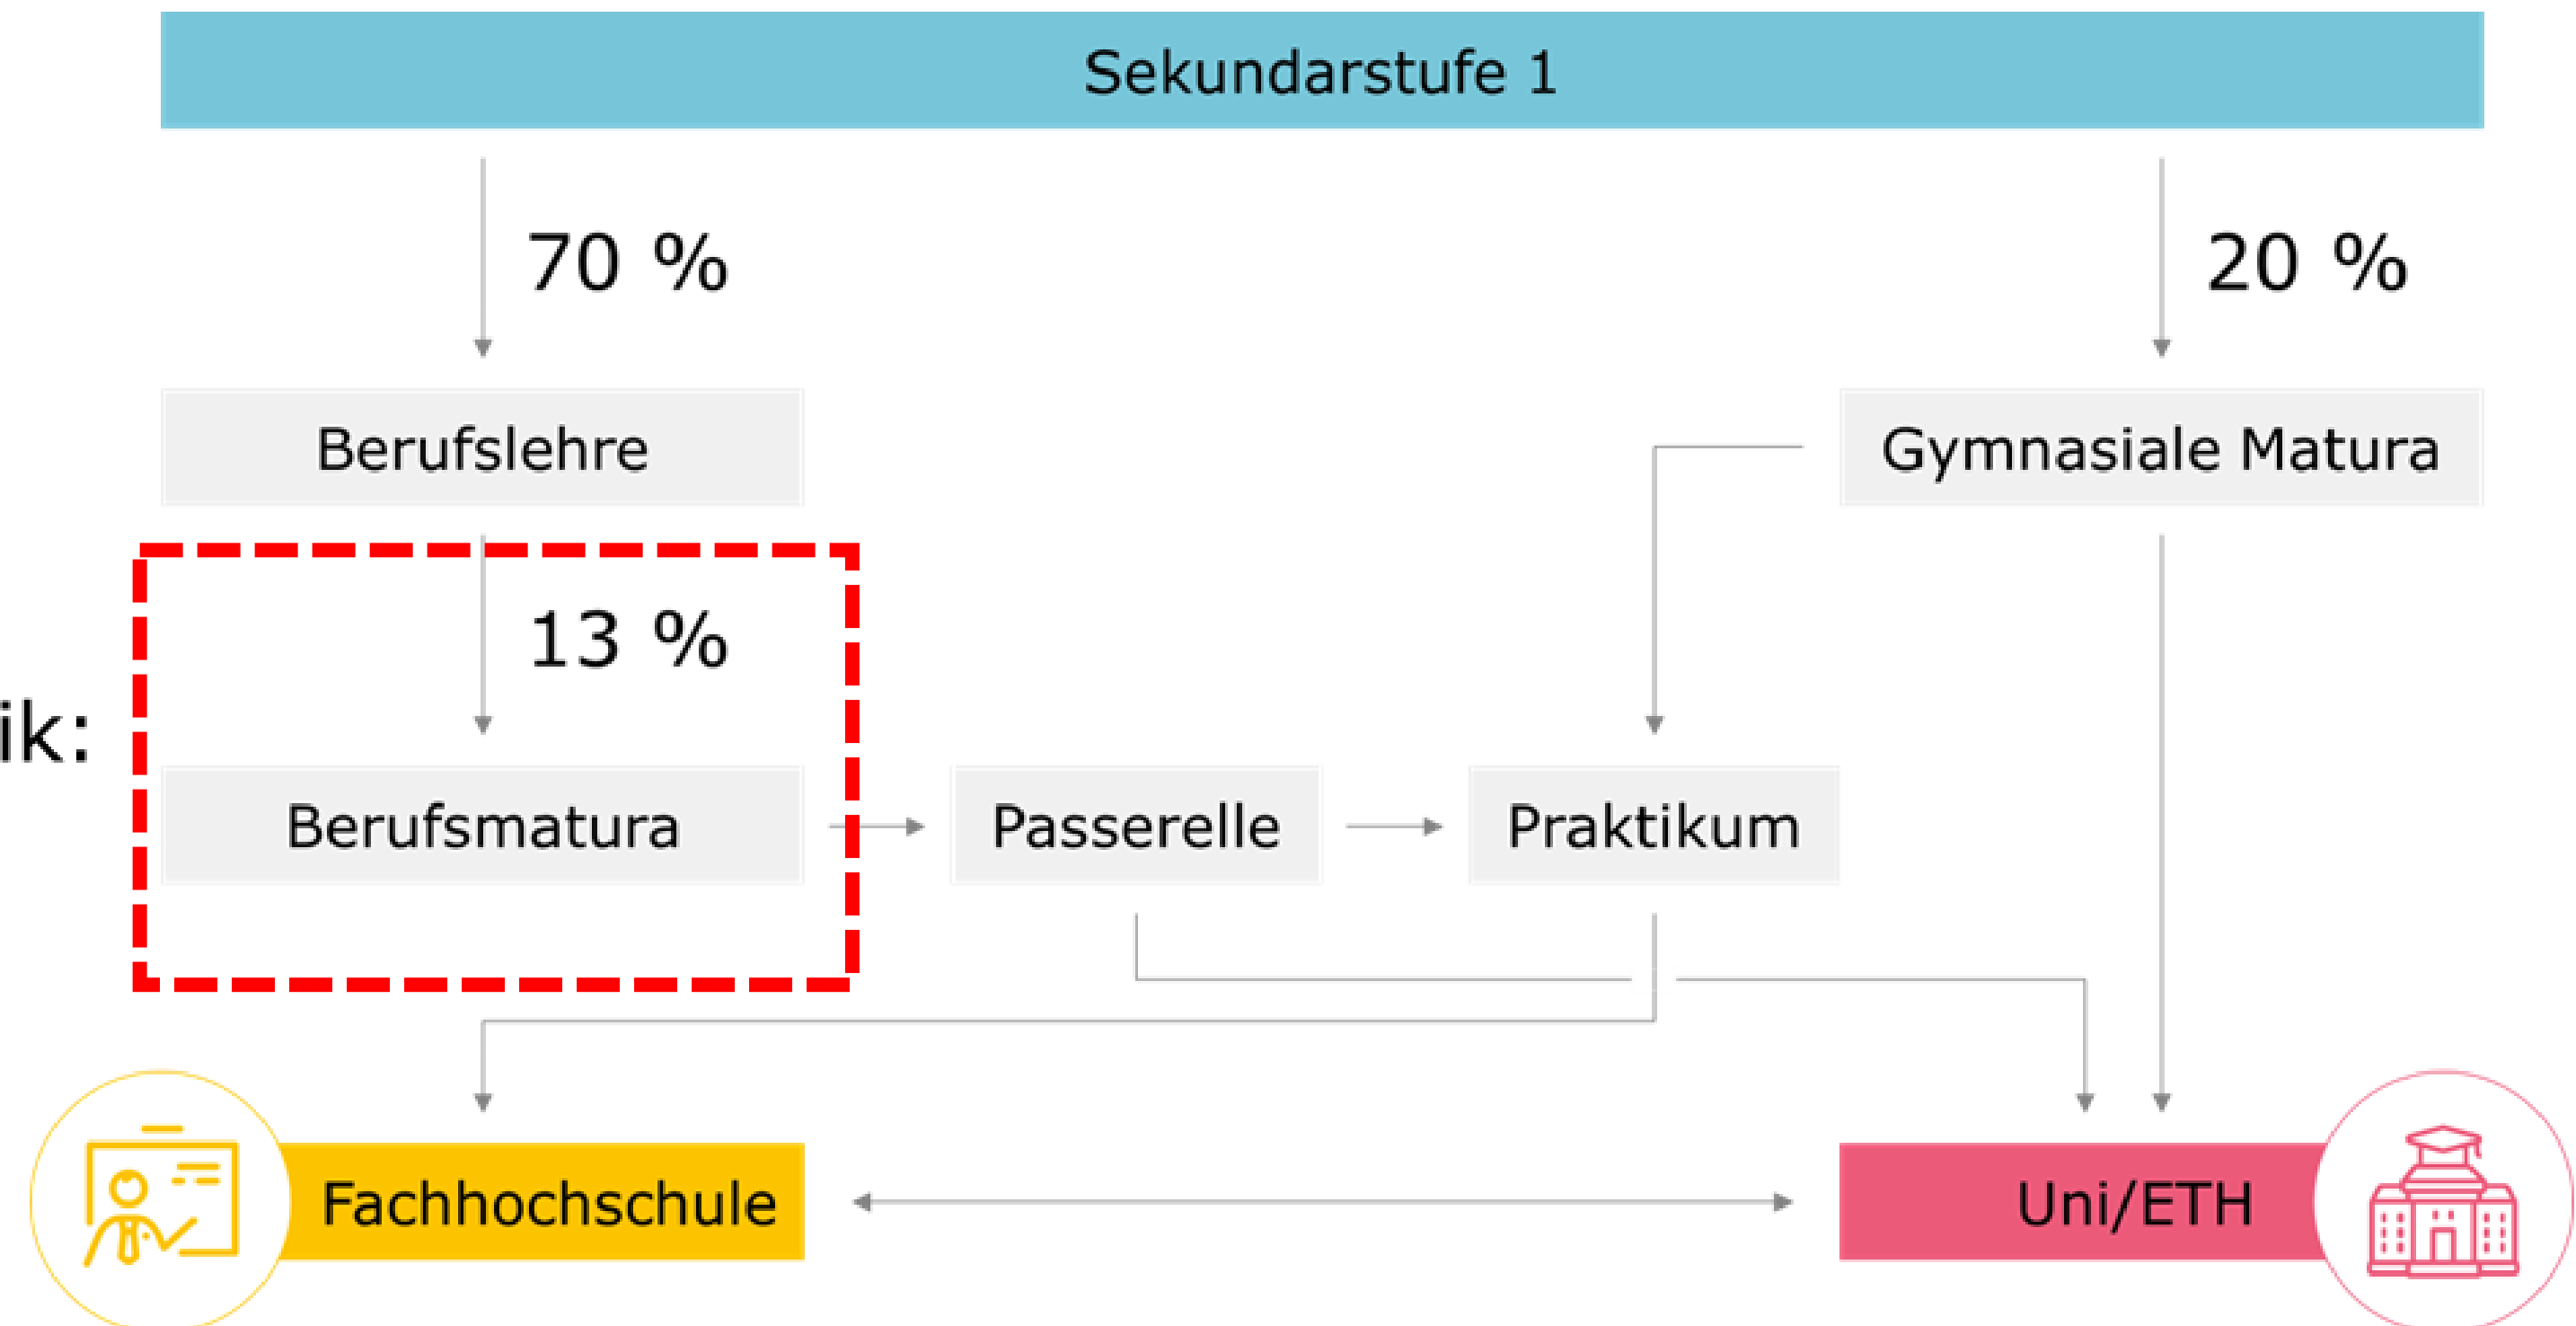 Sekundarstufe 1
70 %
20 %
Berufslehre
Gymnasiale Matura
13 %
ik:
Berufsmatura
Passerelle
Praktikum
Fachhochschule
Uni/ETH